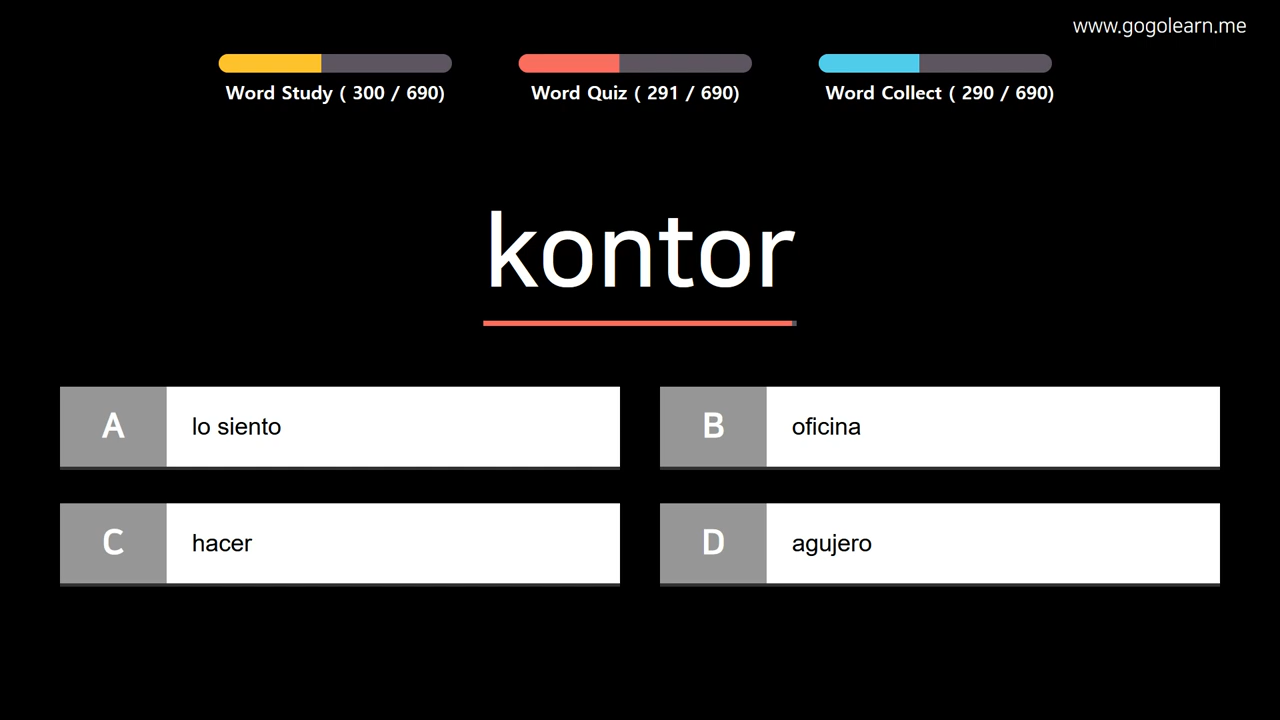 www.gogolearn.me
Word Study ( 300 / 690)
Word Quiz ( 291 / 690)
Word Collect ( 290 / 690)
kontor
A lo siento
B oficina
C hacer
D agujero